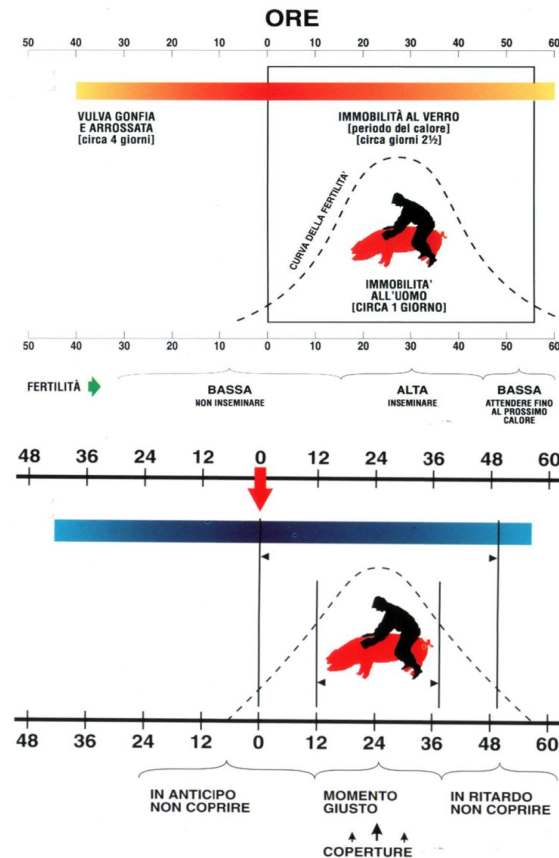 ORE
50 40 30 20 10 0 10 20 30 40 50 60
VULVA GONFIA
E ARROSSATA
[circa 4 giorni]
IMMOBILITÀ AL VERRO
[periodo del calore]
[circa giorni 2½]
CURVA DELLA FERTILITA'
IMMOBILITA'
ALL'UOMO
[CIRCA 1 GIORNO]
50 40 30 20 10 0 10 20 30 40 50 60
FERTILITÀ
BASSA
NON INSEMINARE
ALTA
INSEMINARE
BASSA
ATTENDERE FINO
AL PROSSIMO
CALORE
48 36 24 12 0 12 24 36 48 60
48 36 24 12 0 12 24 36 48 60
IN ANTICIPO
NON COPRIRE
MOMENTO
GIUSTO
IN RITARDO
NON COPRIRE
COPERTURE